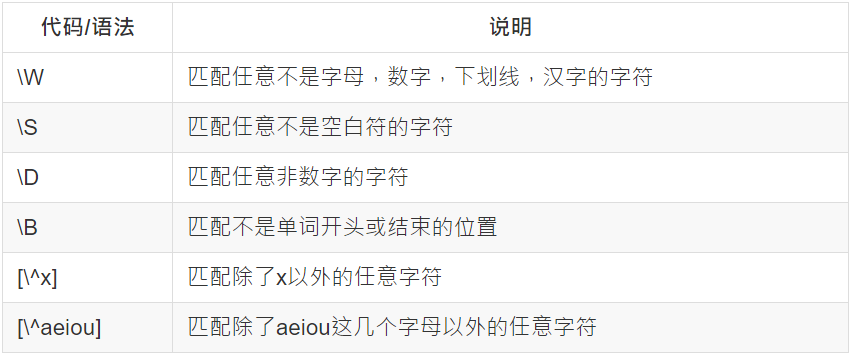 代码/语法 说明
\W 匹配任意不是字母，数字，下划线，汉字的字符
\S 匹配任意不是空白符的字符
\D 匹配任意非数字的字符
\B 匹配不是单词开头或结束的位置
[\^x] 匹配除了x以外的任意字符
[\^aeiou] 匹配除了aeiou这几个字母以外的任意字符